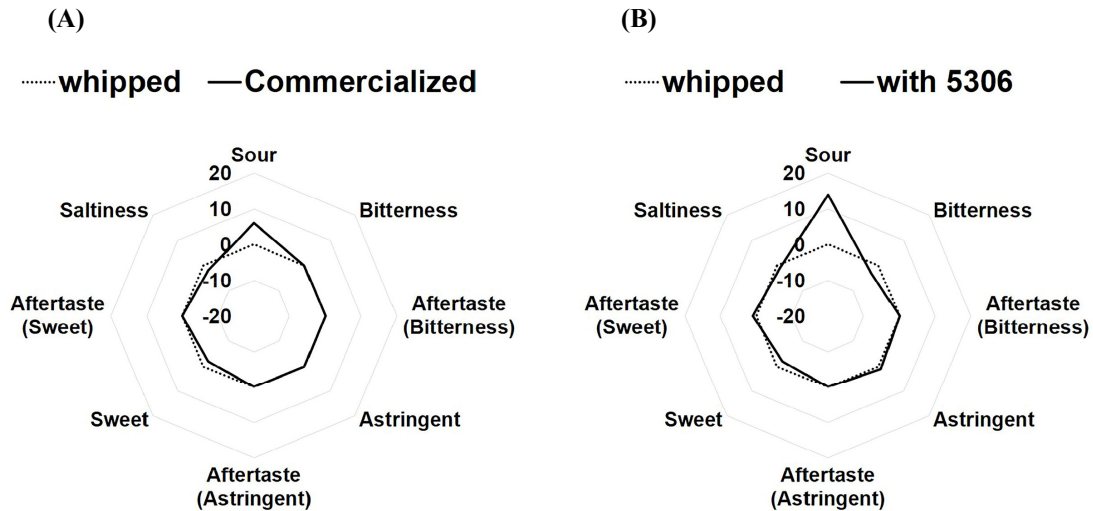 (A)
whipped Commercialized
Sour
20
Saltiness
10
Bitterness
0
-10
Aftertaste
(Sweet)
-20
Aftertaste
(Bitterness)
Sweet
Astringent
Aftertaste
(Astringent)
(B)
whipped with 5306
Sour
20
Saltiness
10
Bitterness
0
-10
Aftertaste
(Sweet)
-20
Aftertaste
(Bitterness)
Sweet
Astringent
Aftertaste
(Astringent)